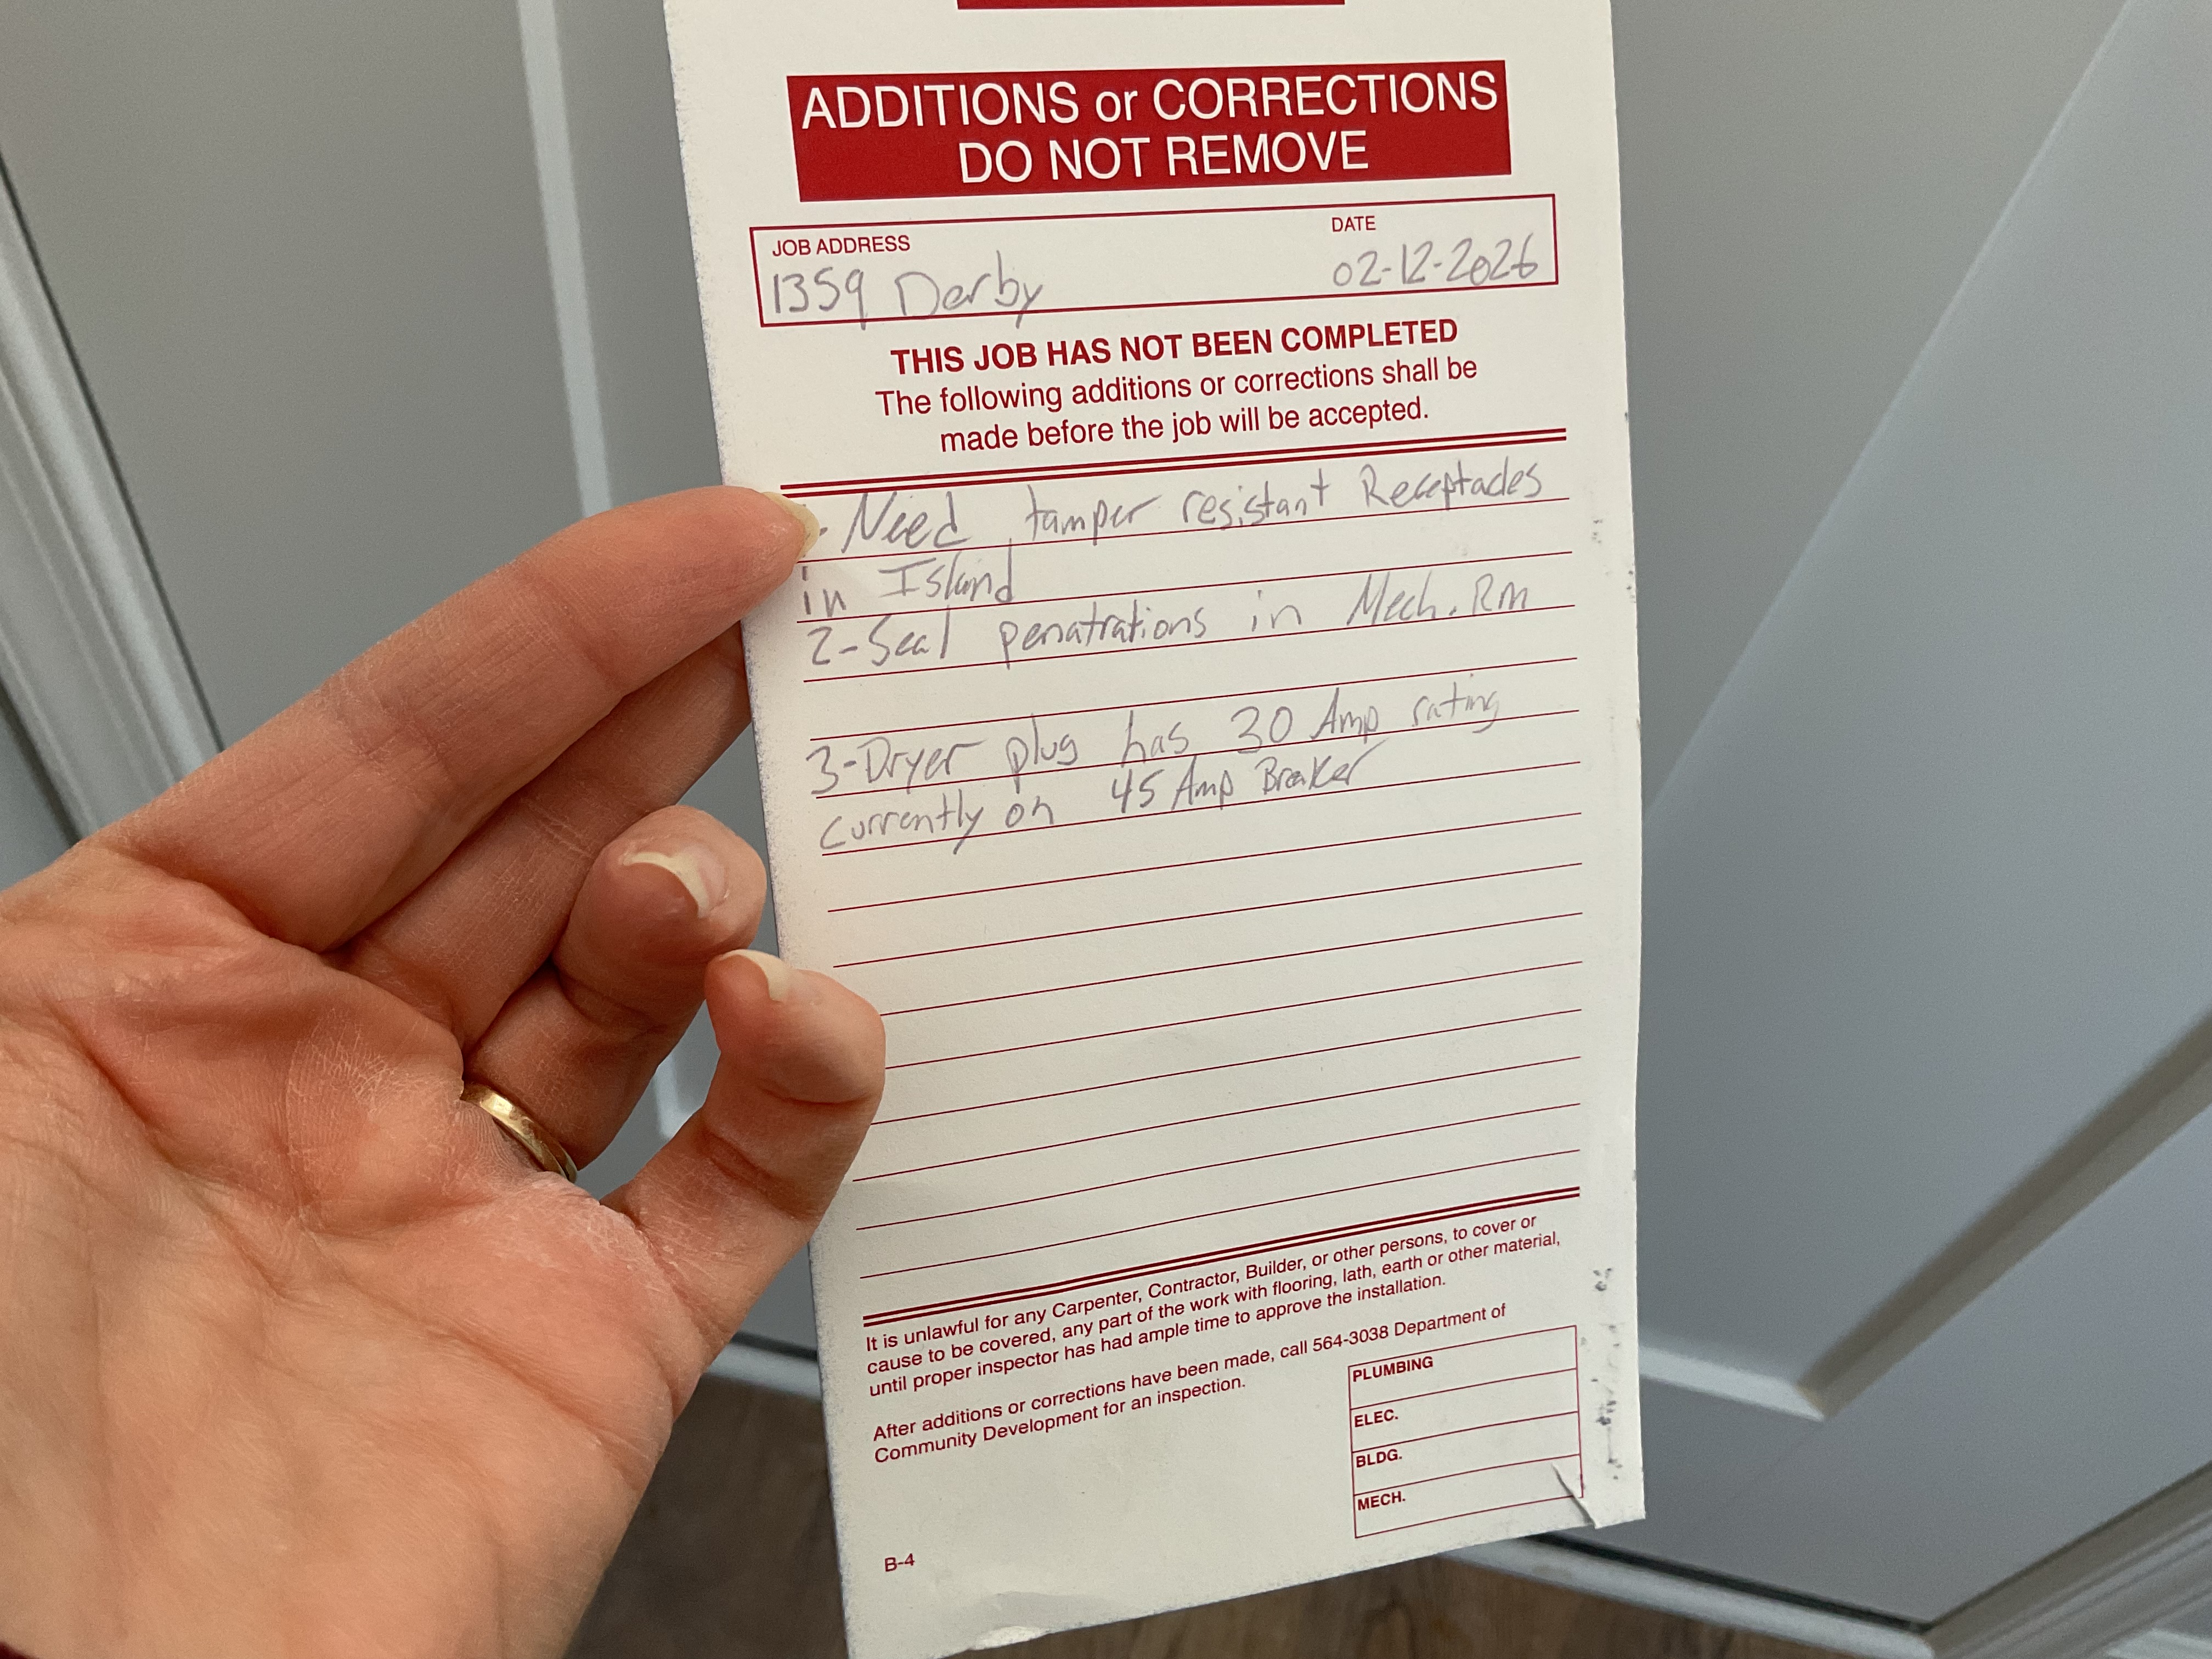 ADDITIONS or CORRECTIONS
DO NOT REMOVE
JOB ADDRESS
DATE
1359 Derby
02-12-2026
THIS JOB HAS NOT BEEN COMPLETED
The following additions or corrections shall be
made before the job will be accepted.
- Need tamper resistant Receptacles
in Island
2-Seal penatrations in Mech. RM
3-Dryer plug has 30 Amp rating
currently on 45 Amp Breaker
It is unlawful for any Carpenter, Contractor, Builder, or other persons, to cover or
cause to be covered, any part of the work with flooring, lath, earth or other material,
until proper inspector has had ample time to approve the installation.
After additions or corrections have been made, call 564-3038 Department of
Community Development for an inspection.
PLUMBING
ELEC.
BLDG.
MECH.
B-4